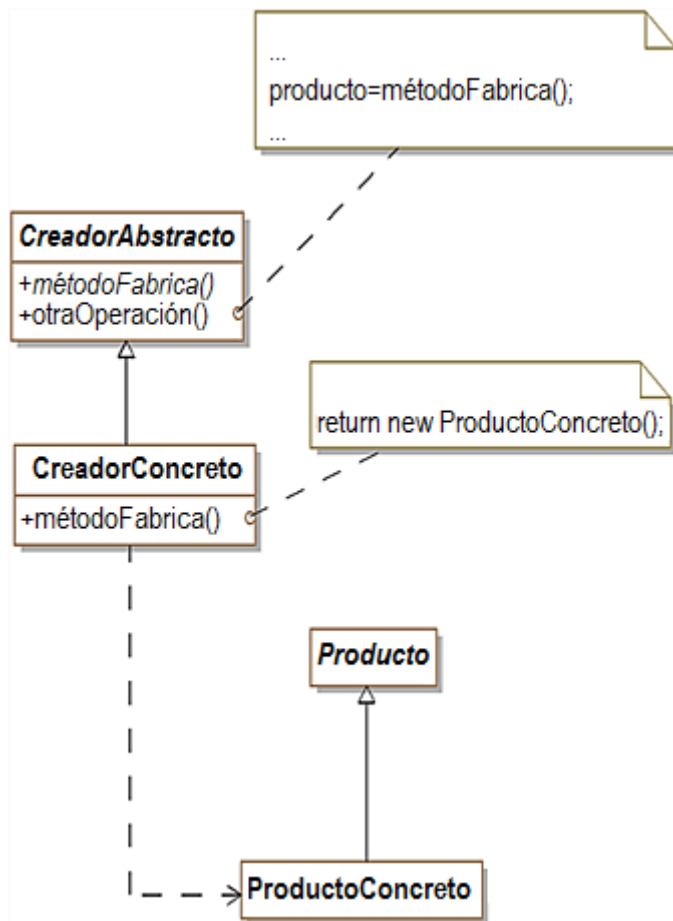 ...
producto=métodoFabrica();
...
CreadorAbstracto
+métodoFabrica()
+otraOperación()
return new ProductoConcreto();
CreadorConcreto
+métodoFabrica()
Producto
ProductoConcreto